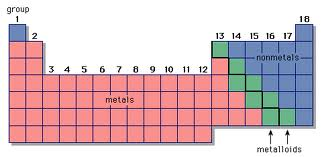 group
1 18
2 13 14 15 16 17
nonmetals
3 4 5 6 7 8 9 10 11 12
metals
metalloids